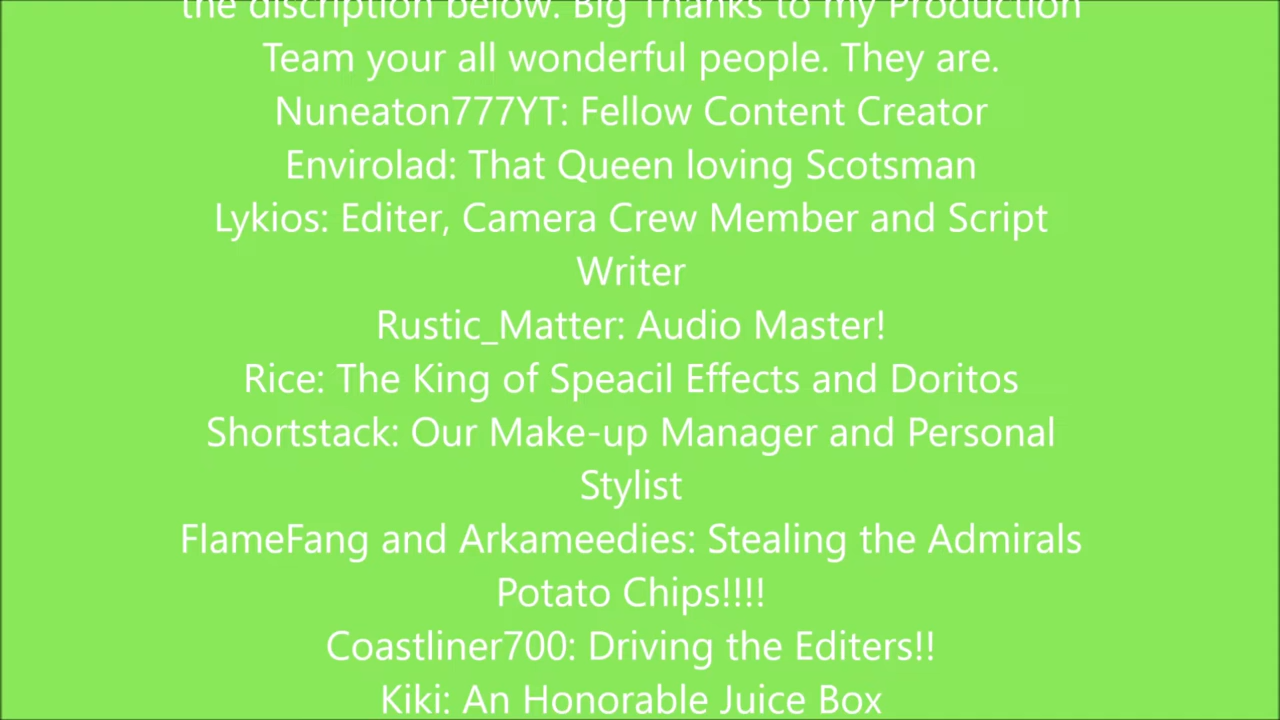 the discription below. Big Thanks to my Production
Team your all wonderful people. They are.
Nuneaton777YT: Fellow Content Creator
Envirolad: That Queen loving Scotsman
Lykios: Editer, Camera Crew Member and Script
Writer
Rustic_Matter: Audio Master!
Rice: The King of Speacil Effects and Doritos
Shortstack: Our Make-up Manager and Personal
Stylist
FlameFang and Arkameedies: Stealing the Admirals
Potato Chips!!!!
Coastliner700: Driving the Editers!!
Kiki: An Honorable Juice Box